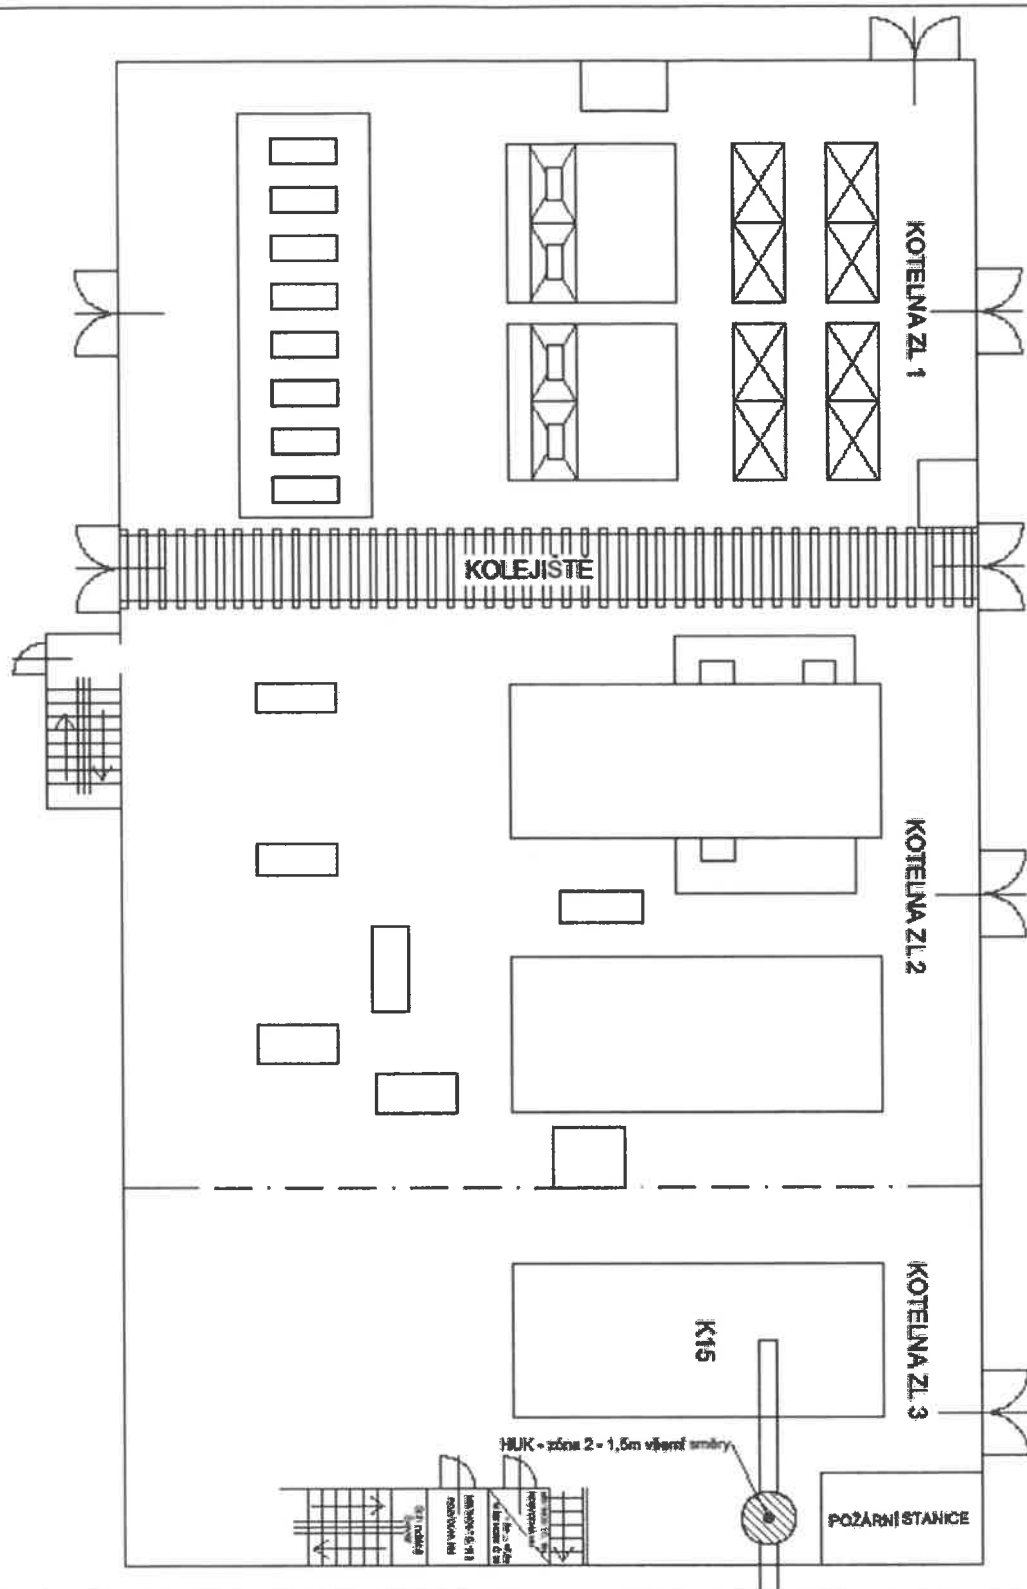 KOTELNA ZL 1
KOLEJIŠTĚ
KOTELNA ZL 2
KOTELNA ZL 3
K15
HUK - zóna 2 - 1,5m všemi směry
POŽÁRNÍ STANICE